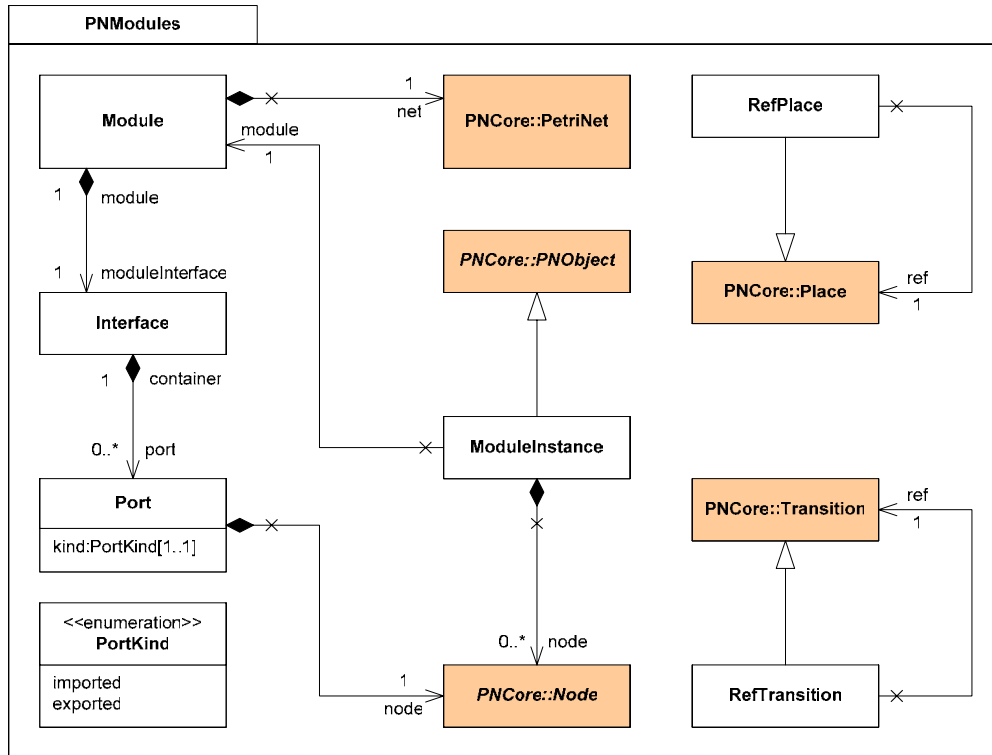 PNModules
Module
1
net
PNCore::PetriNet
RefPlace
module
1
1
module
PNCore::PNObject
PNCore::Place
ref
1
1
moduleInterface
Interface
1
container
0..*
port
ModuleInstance
Port
kind:PortKind[1..1]
PNCore::Transition
ref
1
<<enumeration>>
PortKind
imported
exported
0..*
node
1
node
PNCore::Node
RefTransition